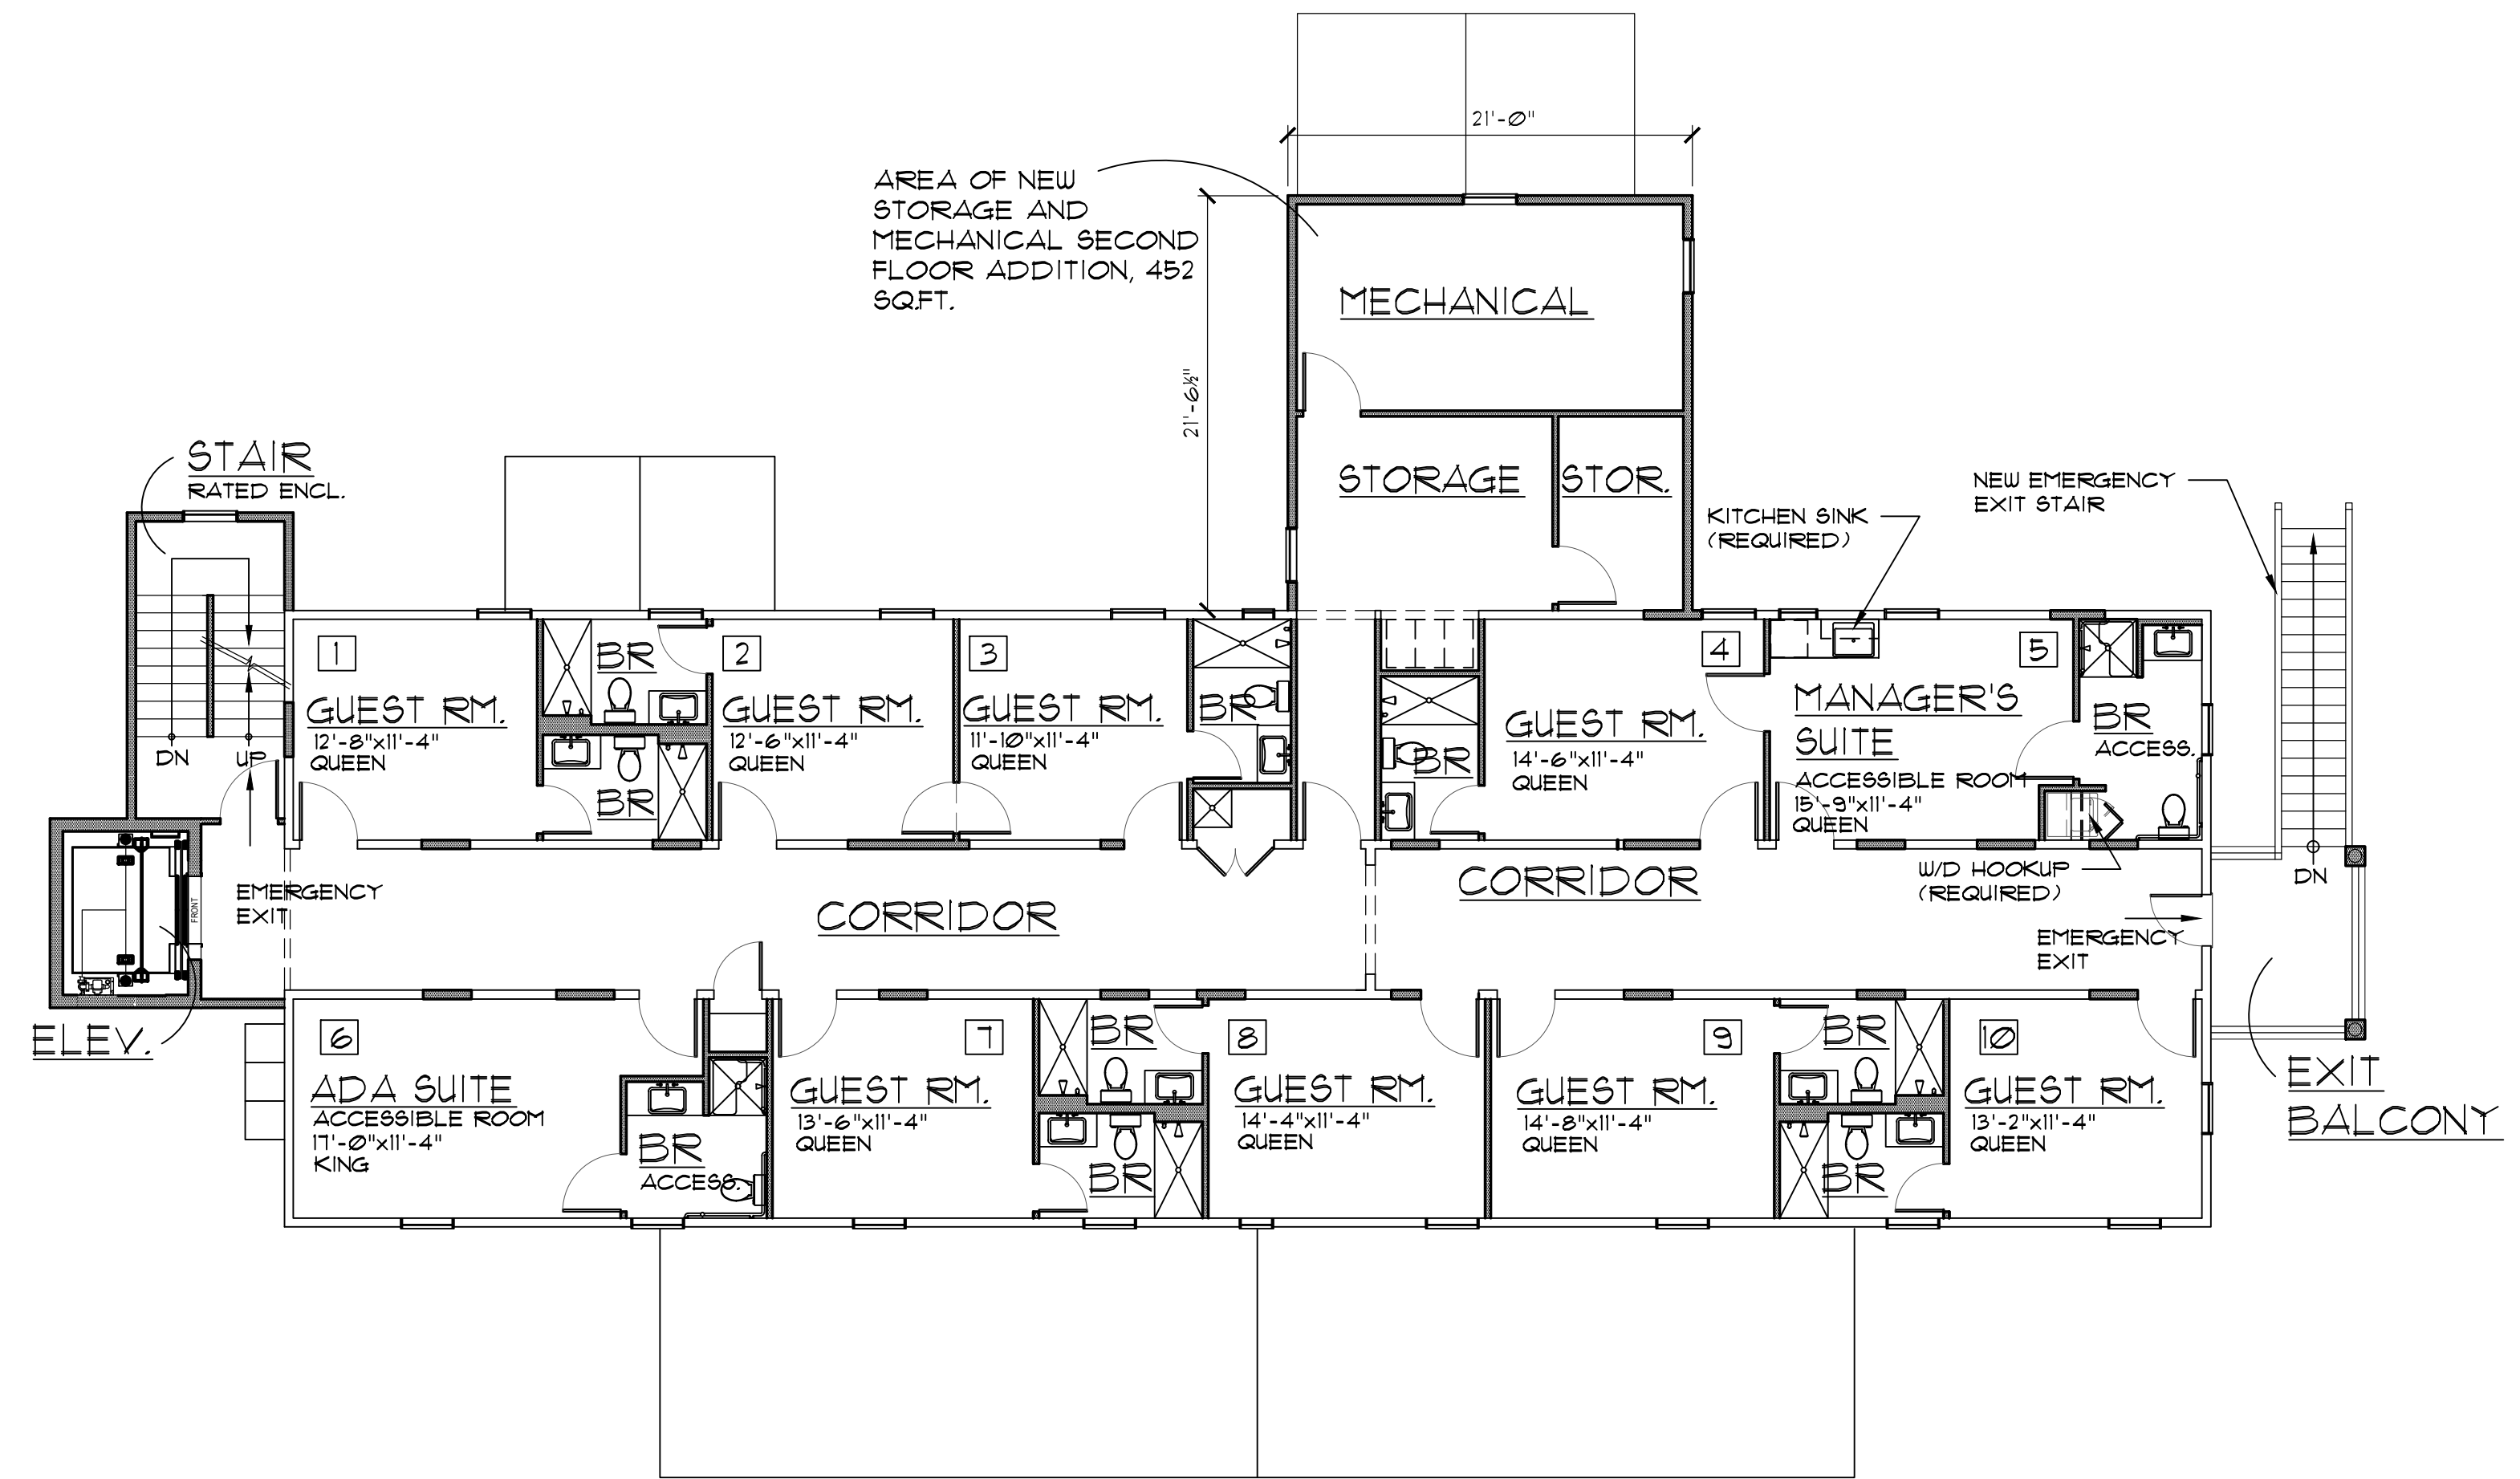 21'-0"
AREA OF NEW
STORAGE AND
MECHANICAL SECOND
FLOOR ADDITION, 452
SQ.FT.
MECHANICAL
21'-6½"
STAIR
RATED ENCL.
STORAGE
STOR.
NEW EMERGENCY
EXIT STAIR
KITCHEN SINK
(REQUIRED)
1
GUEST RM.
12'-8"x11'-4"
QUEEN
BR
BR
2
GUEST RM.
12'-6"x11'-4"
QUEEN
3
GUEST RM.
11'-10"x11'-4"
QUEEN
BR
BR
4
GUEST RM.
14'-6"x11'-4"
QUEEN
5
MANAGER'S
SUITE
ACCESSIBLE ROOM
15'-9"x11'-4"
QUEEN
BR
ACCESS.
DN
UP
W/D HOOKUP
(REQUIRED)
DN
EMERGENCY
EXIT
FRONT
CORRIDOR
CORRIDOR
EMERGENCY
EXIT
ELEV.
6
ADA SUITE
ACCESSIBLE ROOM
17'-0"x11'-4"
KING
BR
ACCESS.
7
GUEST RM.
13'-6"x11'-4"
QUEEN
BR
BR
8
GUEST RM.
14'-4"x11'-4"
QUEEN
9
GUEST RM.
14'-8"x11'-4"
QUEEN
BR
BR
10
GUEST RM.
13'-2"x11'-4"
QUEEN
EXIT
BALCONY